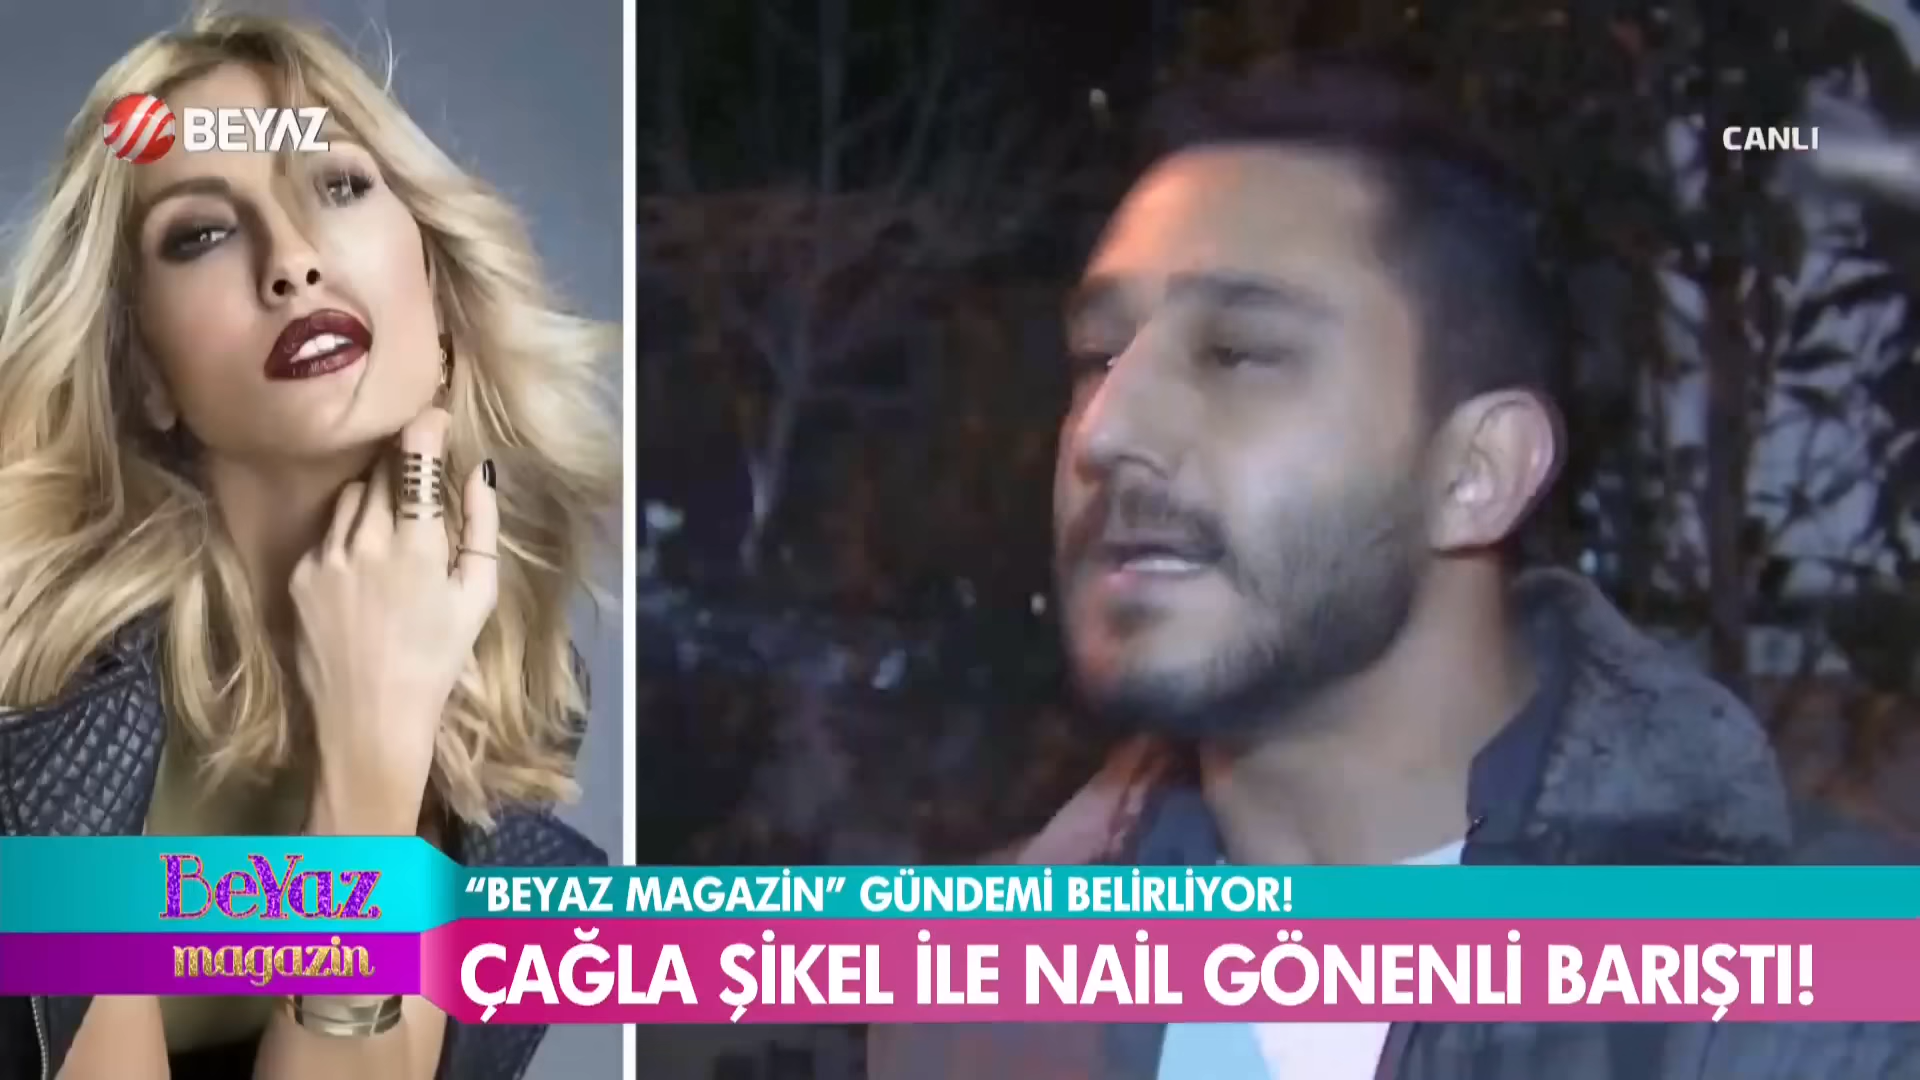 BEYAZ
CANLI
BeYaz
magazin
“BEYAZ MAGAZİN” GÜNDEMİ BELİRLİYOR!
ÇAĞLA ŞİKEL İLE NAİL GÖNENLİ BARIŞTI!